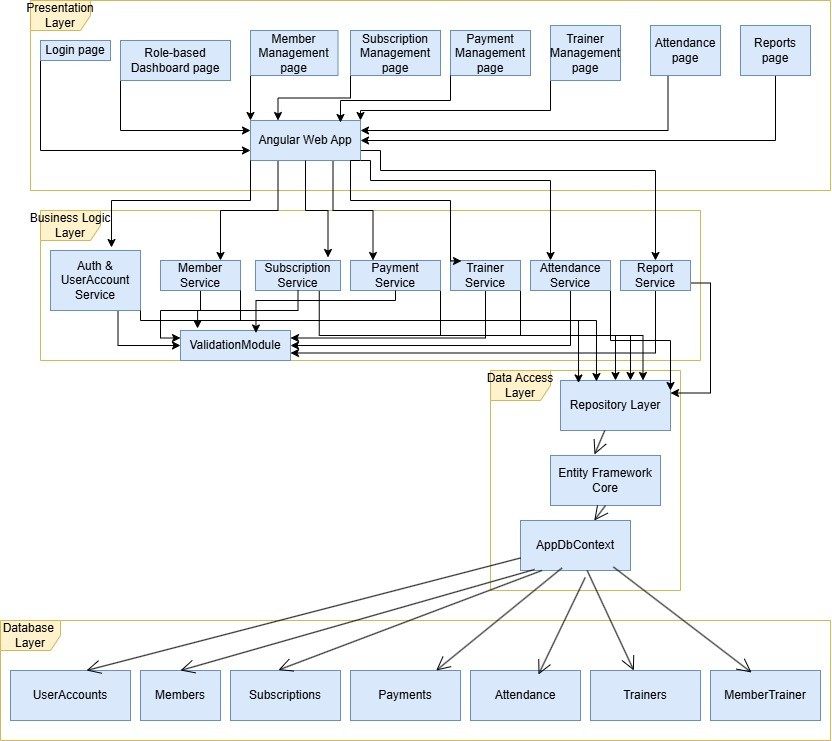 Presentation
Layer
Login page
Role-based
Dashboard page
Member
Management
page
Subscription
Management
page
Payment
Management
page
Trainer
Management
page
Attendance
page
Reports
page
Angular Web App
Business Logic
Layer
Auth &
UserAccount
Service
Member
Service
Subscription
Service
Payment
Service
Trainer
Service
Attendance
Service
Report
Service
ValidationModule
Data Access
Layer
Repository Layer
Entity Framework
Core
AppDbContext
Database
Layer
UserAccounts
Members
Subscriptions
Payments
Attendance
Trainers
MemberTrainer